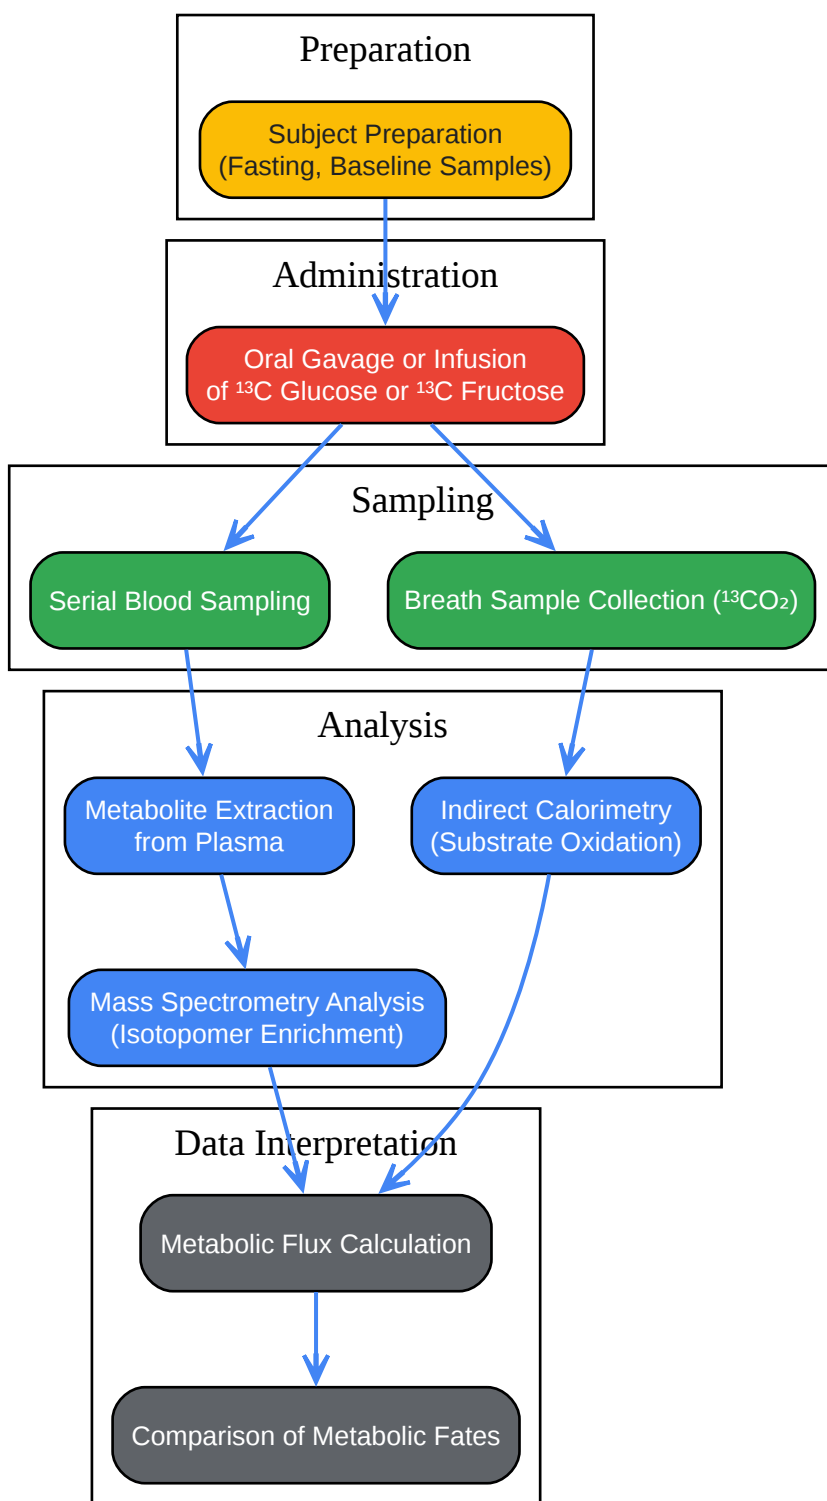 Preparation
Subject Preparation
(Fasting, Baseline Samples)
Administration
Oral Gavage or Infusion
of ¹³C Glucose or ¹³C Fructose
Sampling
Serial Blood Sampling
Breath Sample Collection (¹³CO₂)
Analysis
Metabolite Extraction
from Plasma
Indirect Calorimetry
(Substrate Oxidation)
Mass Spectrometry Analysis
(Isotopomer Enrichment)
Data Interpretation
Metabolic Flux Calculation
Comparison of Metabolic Fates